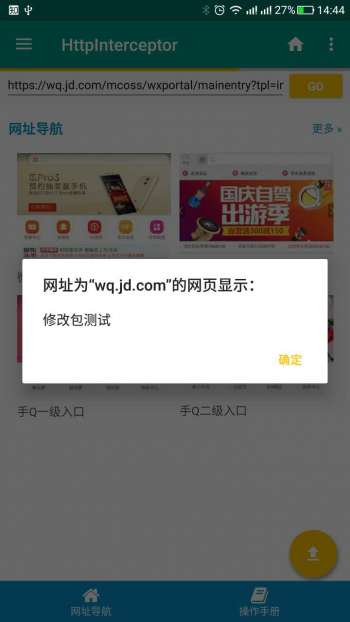 知 27% 14:44
HttpInterceptor
https://wq.jd.com/mcoss/wxportal/mainentry?tpl=ir
GO
网址导航 更多 »
国庆自驾
出游季
网址为“wq.jd.com”的网页显示：
修改包测试
确定
手Q一级入口 手Q二级入口
网址导航 操作手册